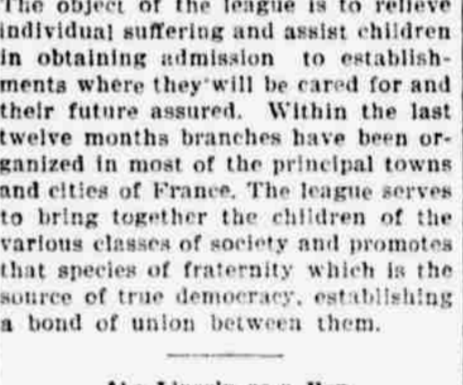 The object of the league is to relieve
individual suffering and assist children
in obtaining admission to establish-
ments where they will be cared for and
their future assured. Within the last
twelve months branches have been or-
ganized in most of the principal towns
and cities of France. The league serves
to bring together the children of the
various classes of society and promotes
that species of fraternity which is the
source of true democracy, establishing
a bond of union between them.
Lincoln as a